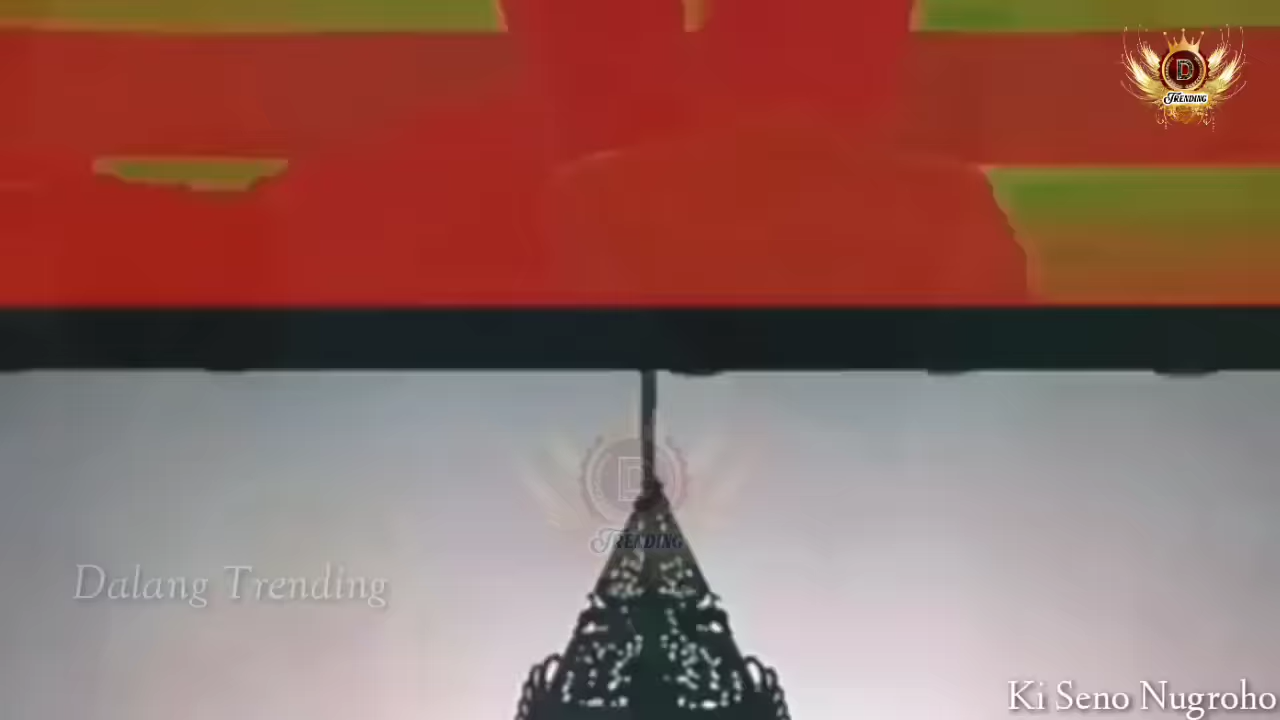 D
TRENDING
D
TRENDING
Dalang Trending
Ki Seno Nugroho